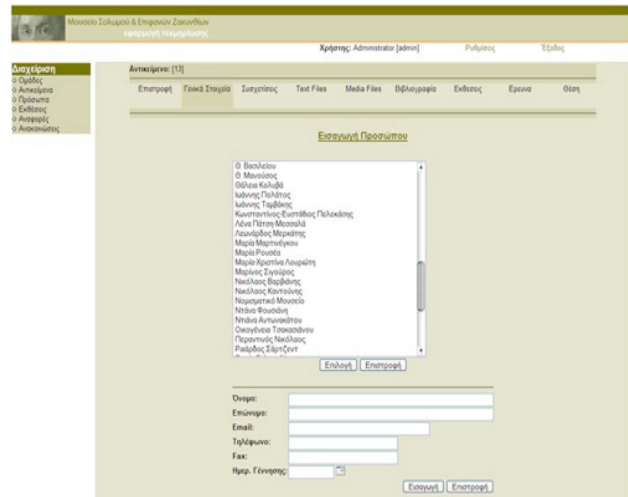 Μουσείο Σολωμού & Επιφανών Ζακυνθίων
εφαρμογή τεκμηρίωσης
Χρήστης: Administrator [admin] Ρυθμίσεις Έξοδος
Διαχείριση
Ομάδες
Αντικείμενα
Πρόσωπα
Εκθέσεις
Αναφορές
Ανακοινώσεις
Αντικείμενο: [13]
Επιστροφή Γενικά Στοιχεία Συσχετίσεις Text Files Media Files Βιβλιογραφία Εκθέσεις Έρευνα Θέση
Εισαγωγή Προσώπου
Θ. Βασιλείου
Θ. Μανούσος
Θάλεια Κολυβά
Ιωάννης Πολάτος
Ιωάννης Ταμβάκης
Κωνσταντίνος-Ευστάθιος Πελεκάσης
Λένα Πάτση-Μεσσαλά
Λεωνάρδος Μερκάτης
Μαρία Μαρτινέγκου
Μαρία Ρουσέα
Μαρία-Χριστίνα Λουριώτη
Μαρίνος Σιγούρος
Νικόλαος Βαρβιάνης
Νικόλαος Καντούνης
Νομισματικό Μουσείο
Ντάνα Φουσιάνη
Ντιάνα Αντωνακάτου
Οικογένεια Τσακασιάνου
Περαντινός Νικόλαος
Ρικάρδος Σάρτζεντ
Επιλογή Επιστροφή
Όνομα:
Επώνυμο:
Email:
Τηλέφωνο:
Fax:
Ημερ. Γέννησης:
Εισαγωγή Επιστροφή